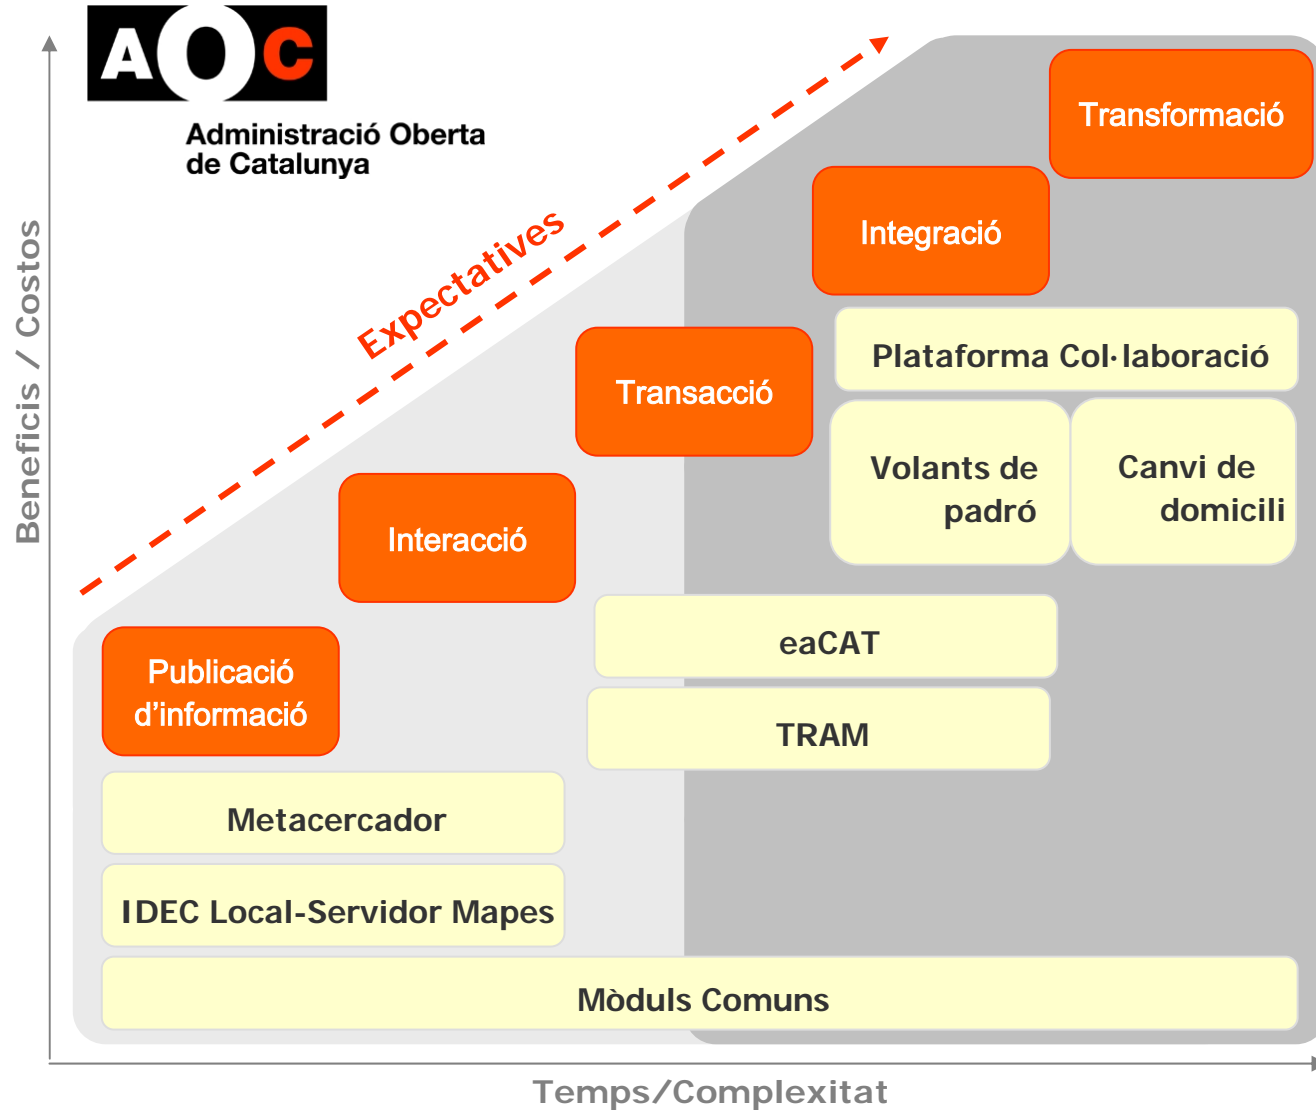 AOC
Administració Oberta
de Catalunya
Beneficis / Costos
Expectatives
Transformació
Integració
Transacció
Interacció
Publicació
d’informació
Plataforma Col·laboració
Volants de
padró
Canvi de
domicili
eaCAT
TRAM
Metacercador
IDEC Local-Servidor Mapes
Mòduls Comuns
Temps/Complexitat